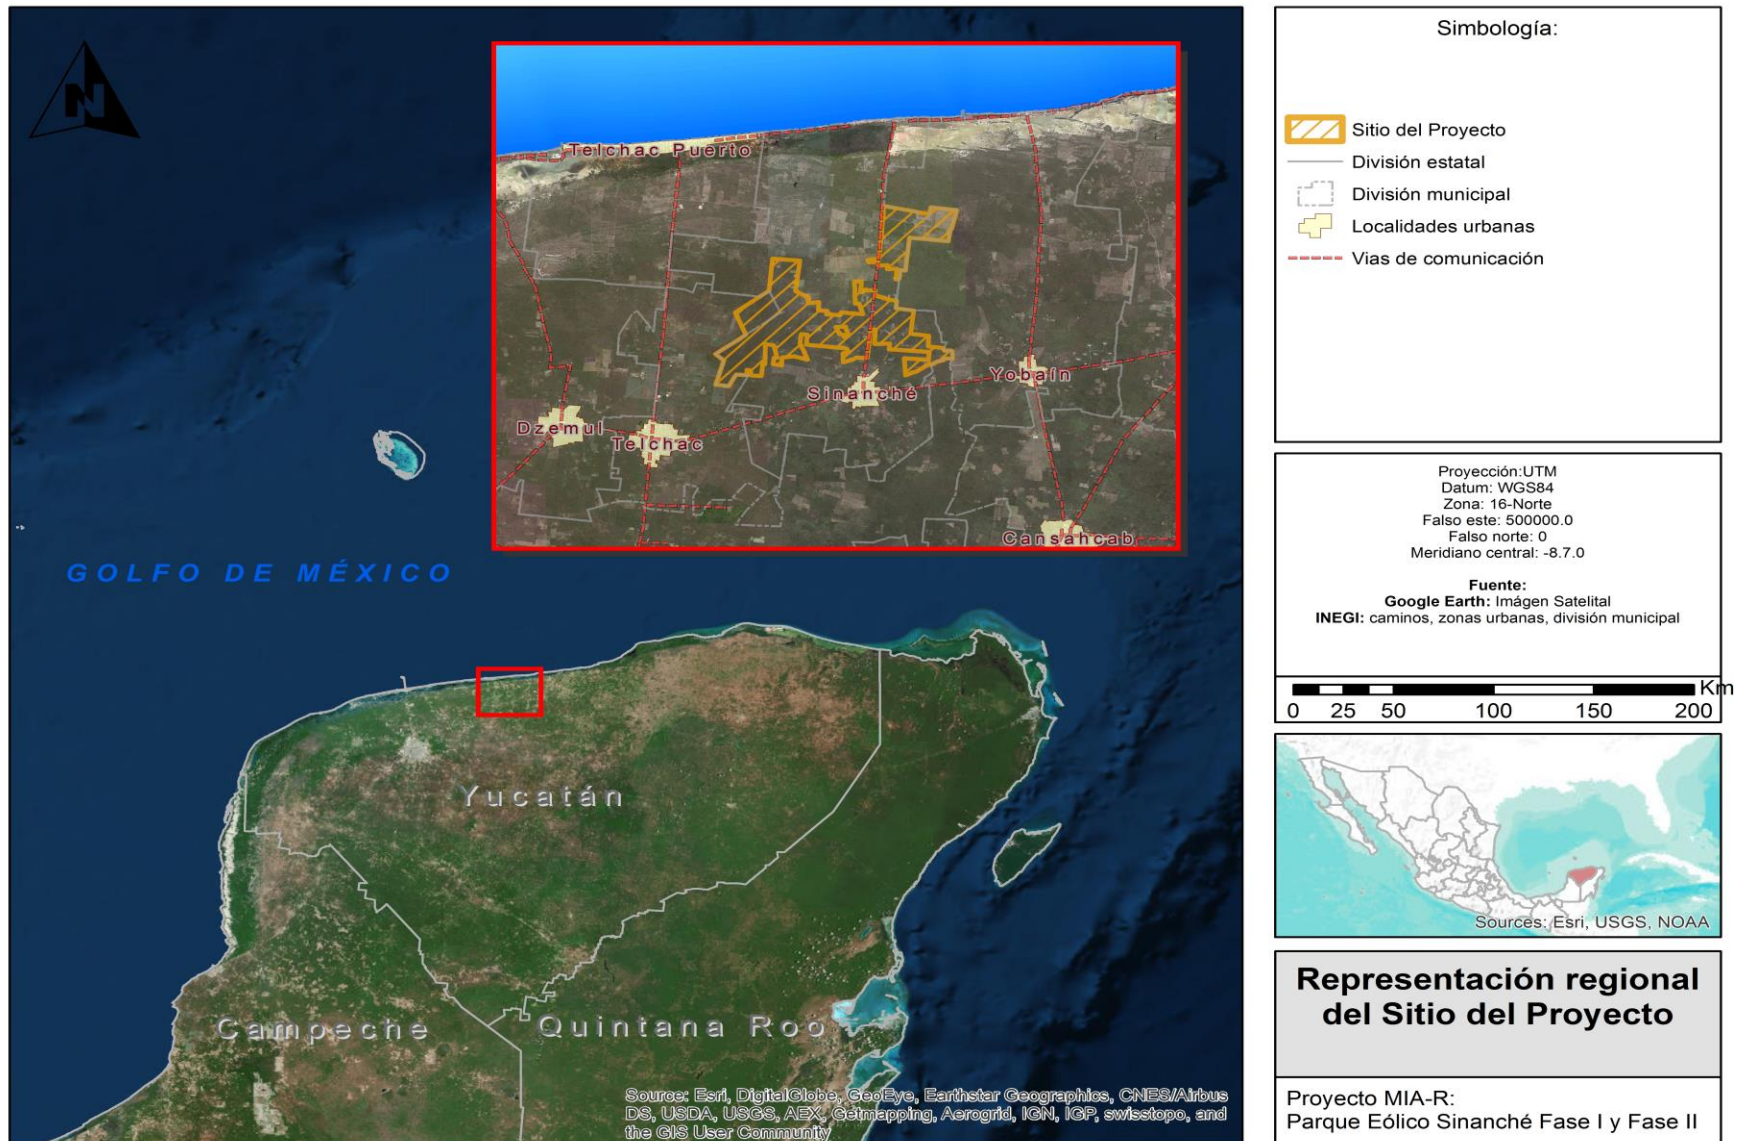 N
Telchac Puerto
Sinanché
Yobaín
Dzemul
Telchac
Cansahcab
GOLFO DE MÉXICO
Yucatán
Campeche
Quintana Roo
Source: Esri, DigitalGlobe, GeoEye, Earthstar Geographics, CNES/Airbus
DS, USDA, USGS, AEX, Getmapping, Aerogrid, IGN, IGP, swisstopo, and
the GIS User Community
Simbología:
Sitio del Proyecto
División estatal
División municipal
Localidades urbanas
Vias de comunicación
Proyección:UTM
Datum: WGS84
Zona: 16-Norte
Falso este: 500000.0
Falso norte: 0
Meridiano central: -8.7.0
Fuente:
Google Earth: Imágen Satelital
INEGI: caminos, zonas urbanas, división municipal
Km
0 25 50 100 150 200
Sources: Esri, USGS, NOAA
Representación regional
del Sitio del Proyecto
Proyecto MIA-R:
Parque Eólico Sinanché Fase I y Fase II